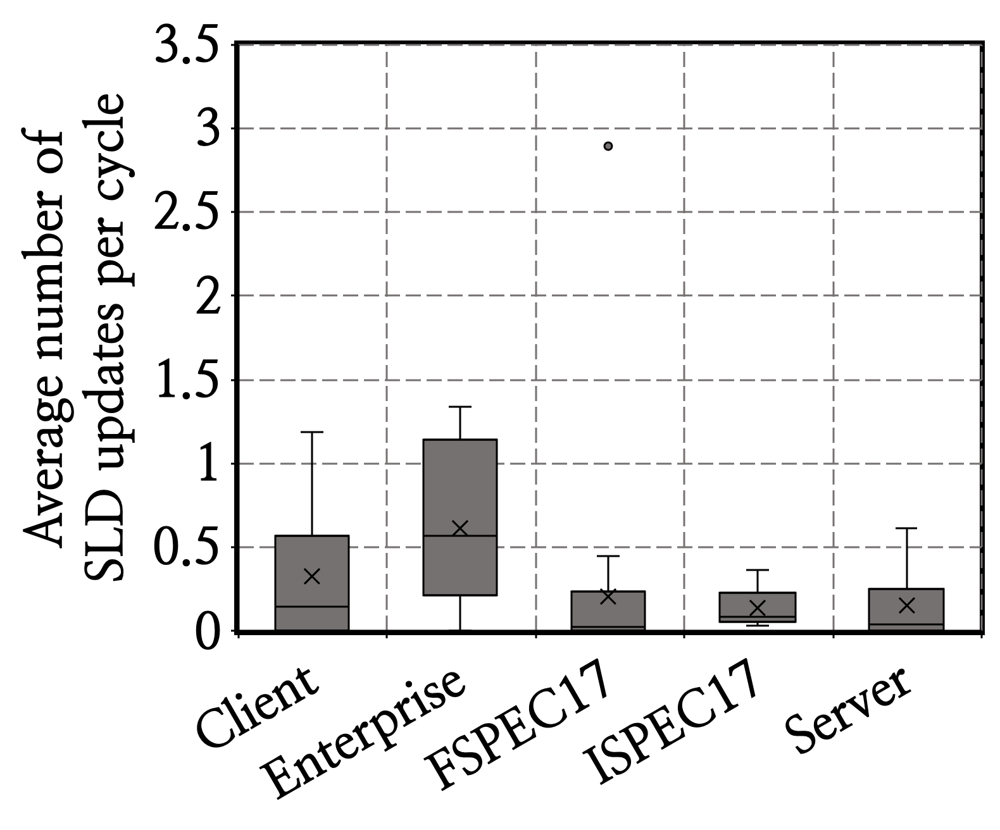 Average number of
SLD updates per cycle
3.5
3
2.5
2
1.5
1
0.5
0
Client
Enterprise
FSPEC17
ISPEC17
Server